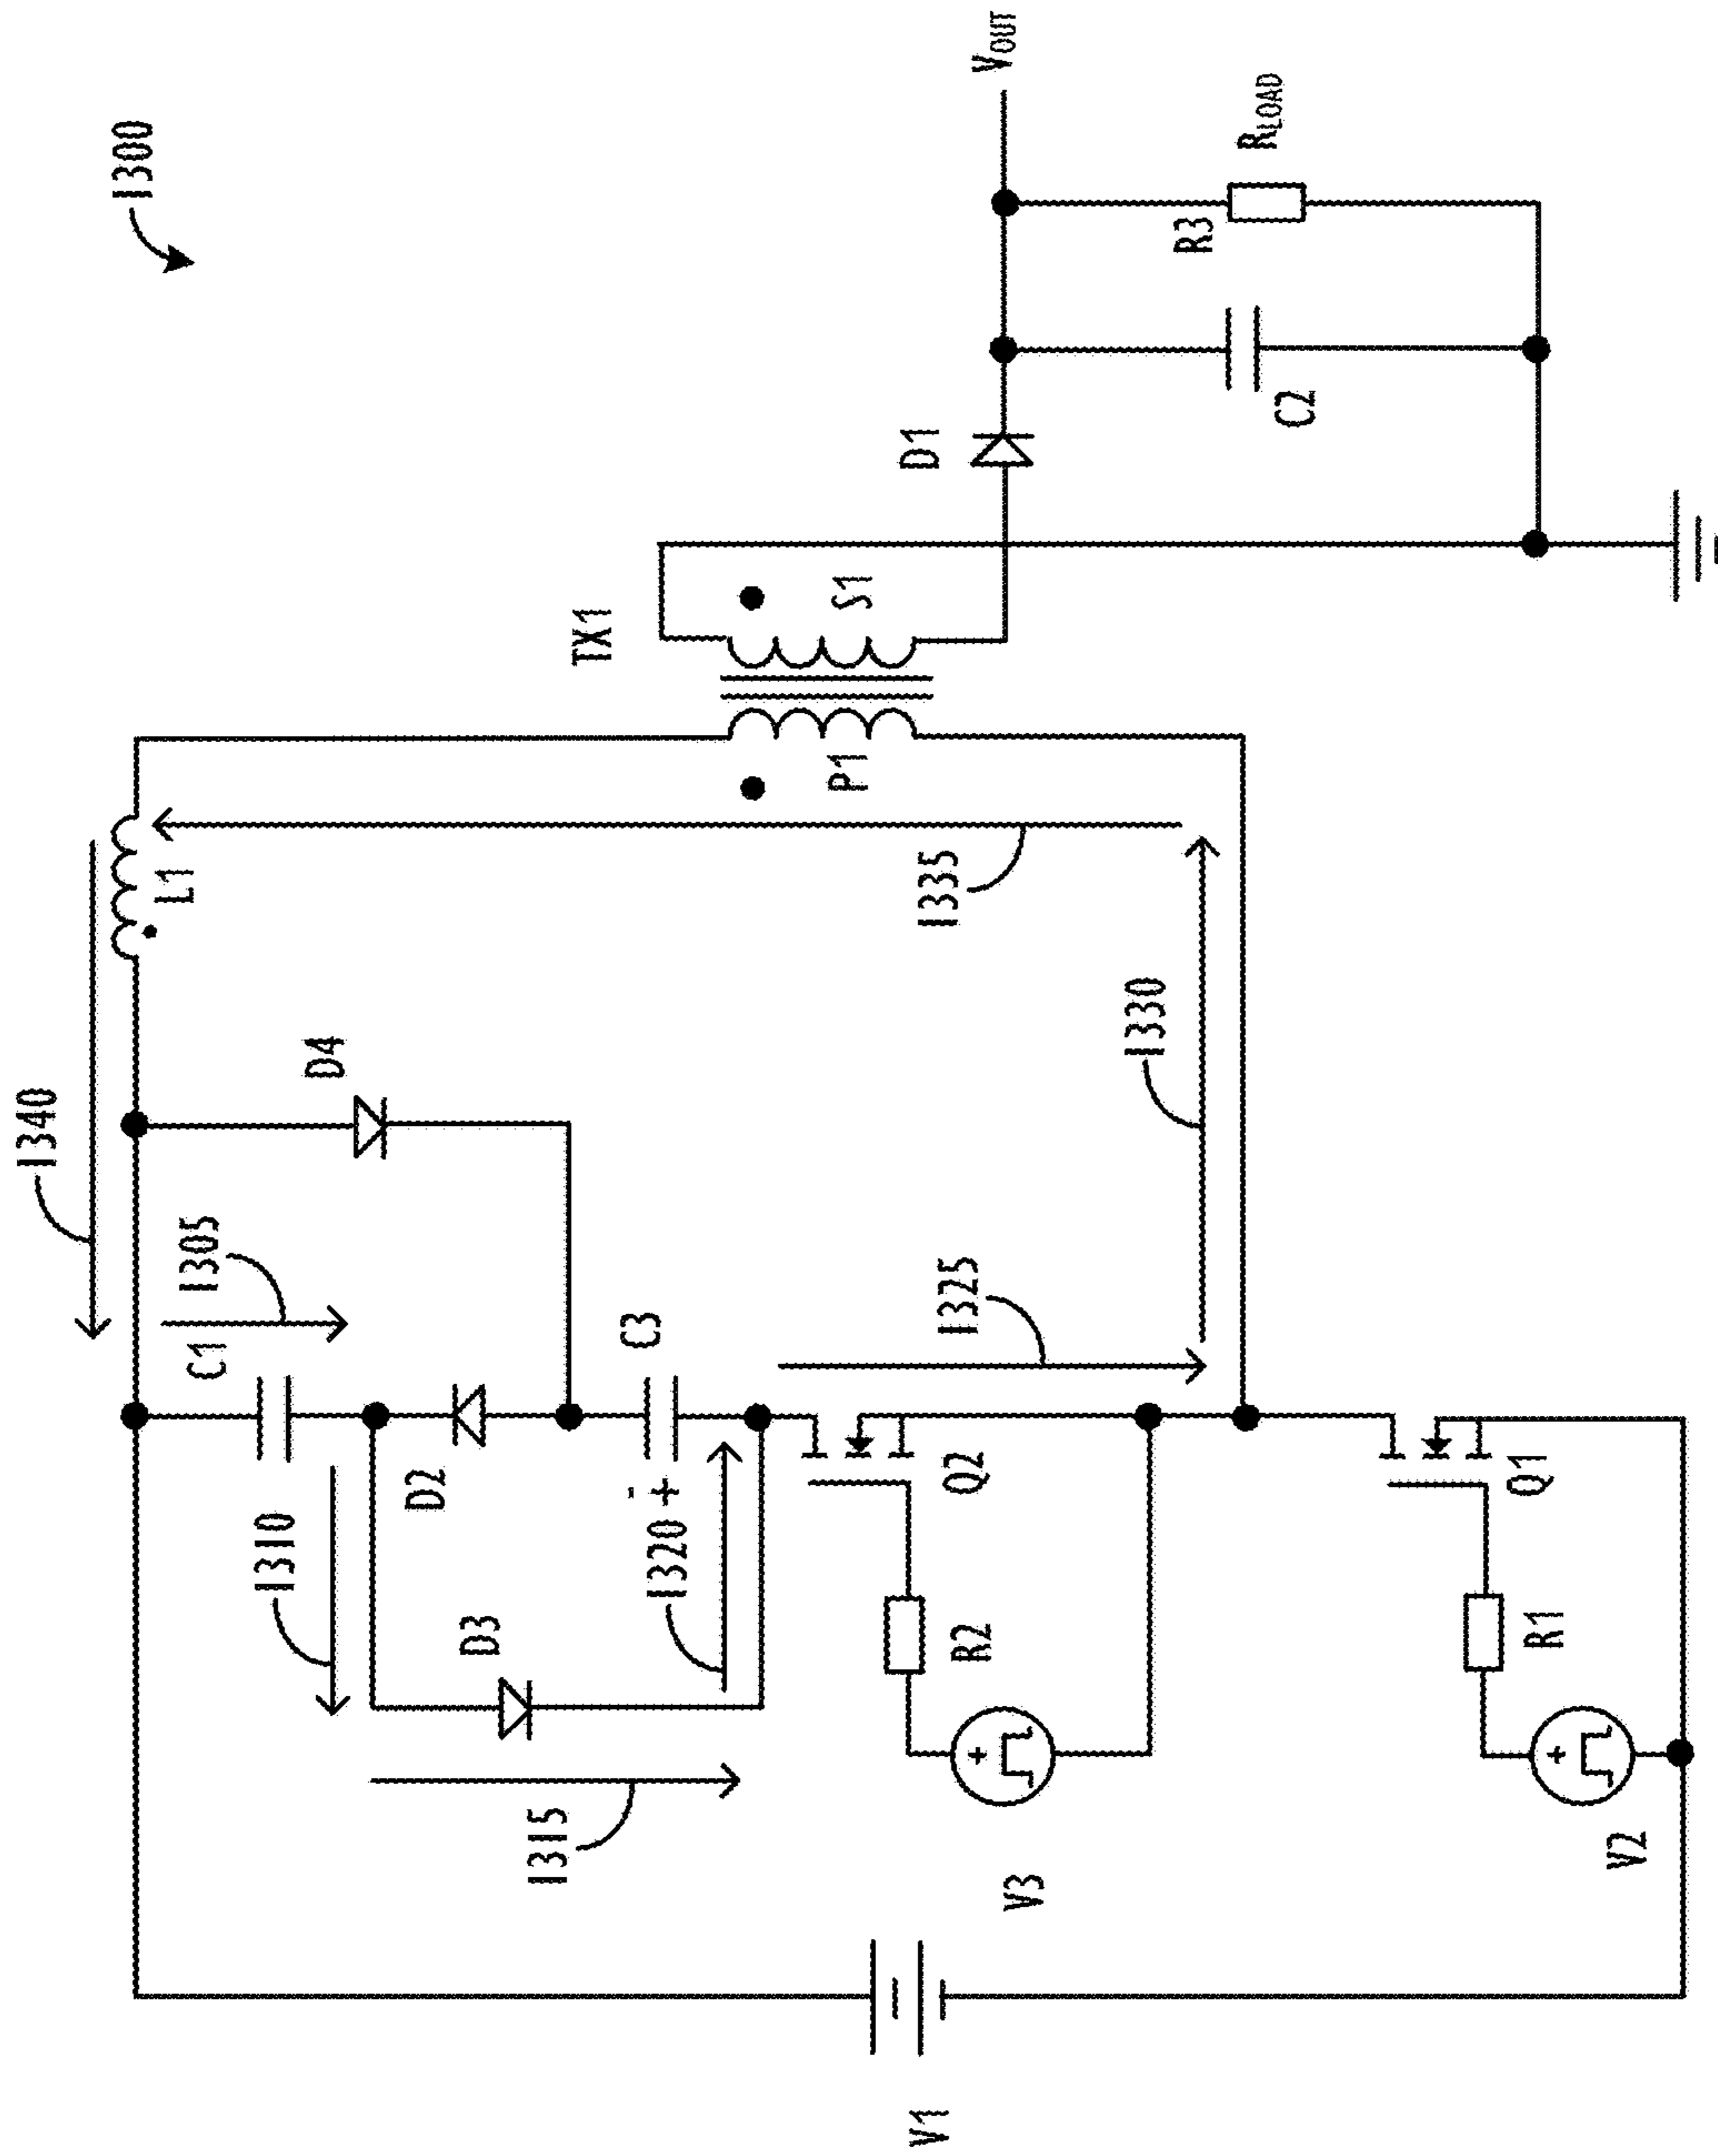 1300
V1
V3
V2
R2
R1
Q2
Q1
1340
1305
C1
1310
D2
D3
1315
1320
- +
C3
D4
L1
1325
1330
1335
P1
TX1
S1
D1
C2
R3
RLOAD
VOUT
+
+